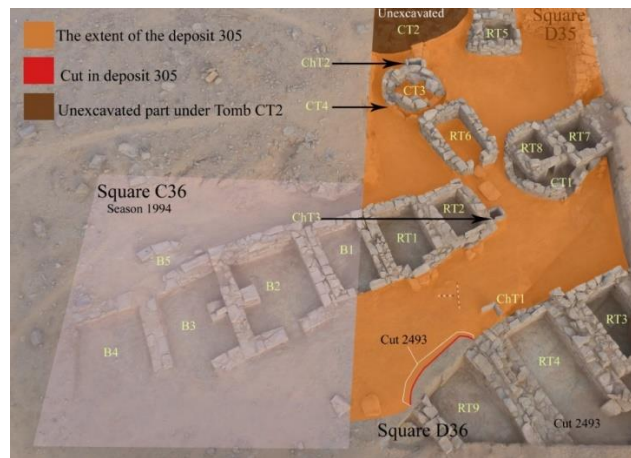 The extent of the deposit 305
Cut in deposit 305
Unexcavated part under Tomb CT2
Unexcavated
CT2
RT5
Square
D35
ChT2
CT3
CT4
RT6
RT8
RT7
CT1
Square C36
Season 1994
ChT3
RT2
RT1
B1
B2
B5
B3
B4
ChT1
RT3
Cut 2493
RT4
RT9
Cut 2493
Square D36